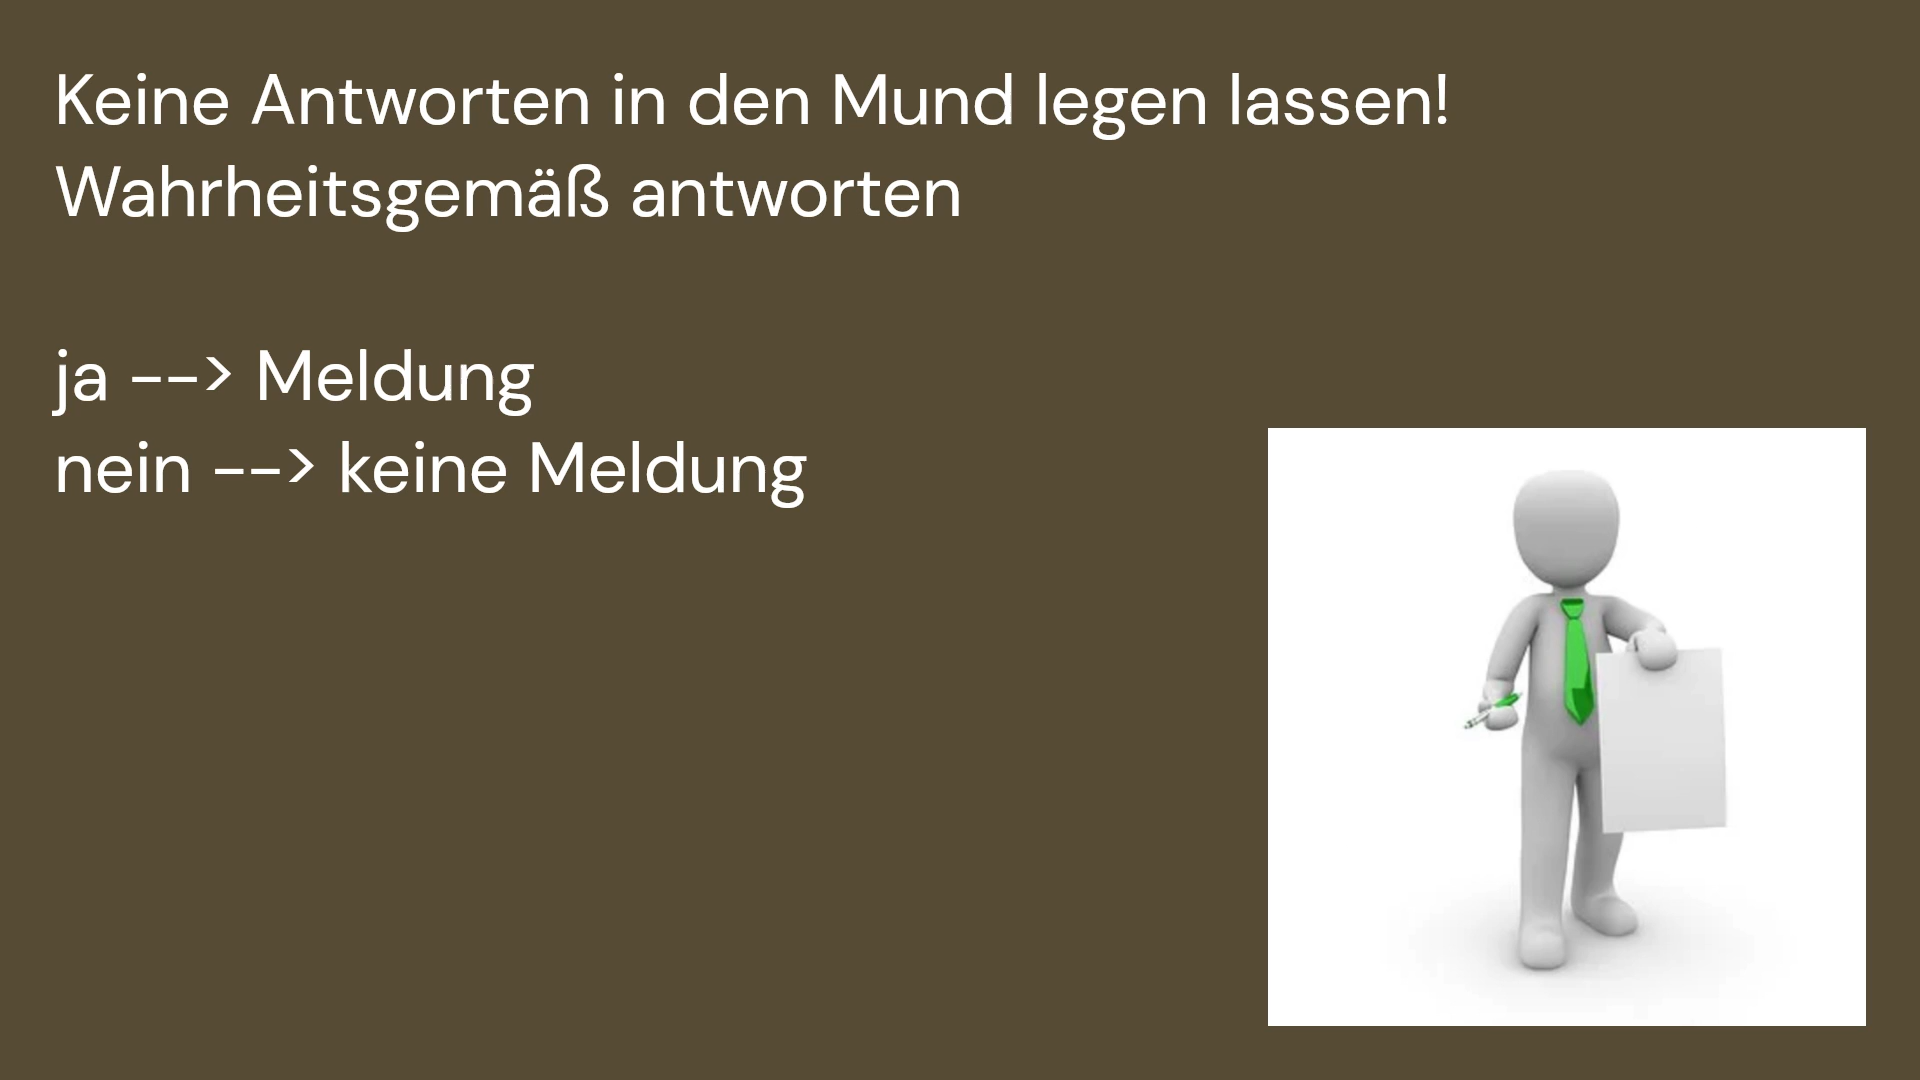 Keine Antworten in den Mund legen lassen!
Wahrheitsgemäß antworten
ja --> Meldung
nein --> keine Meldung